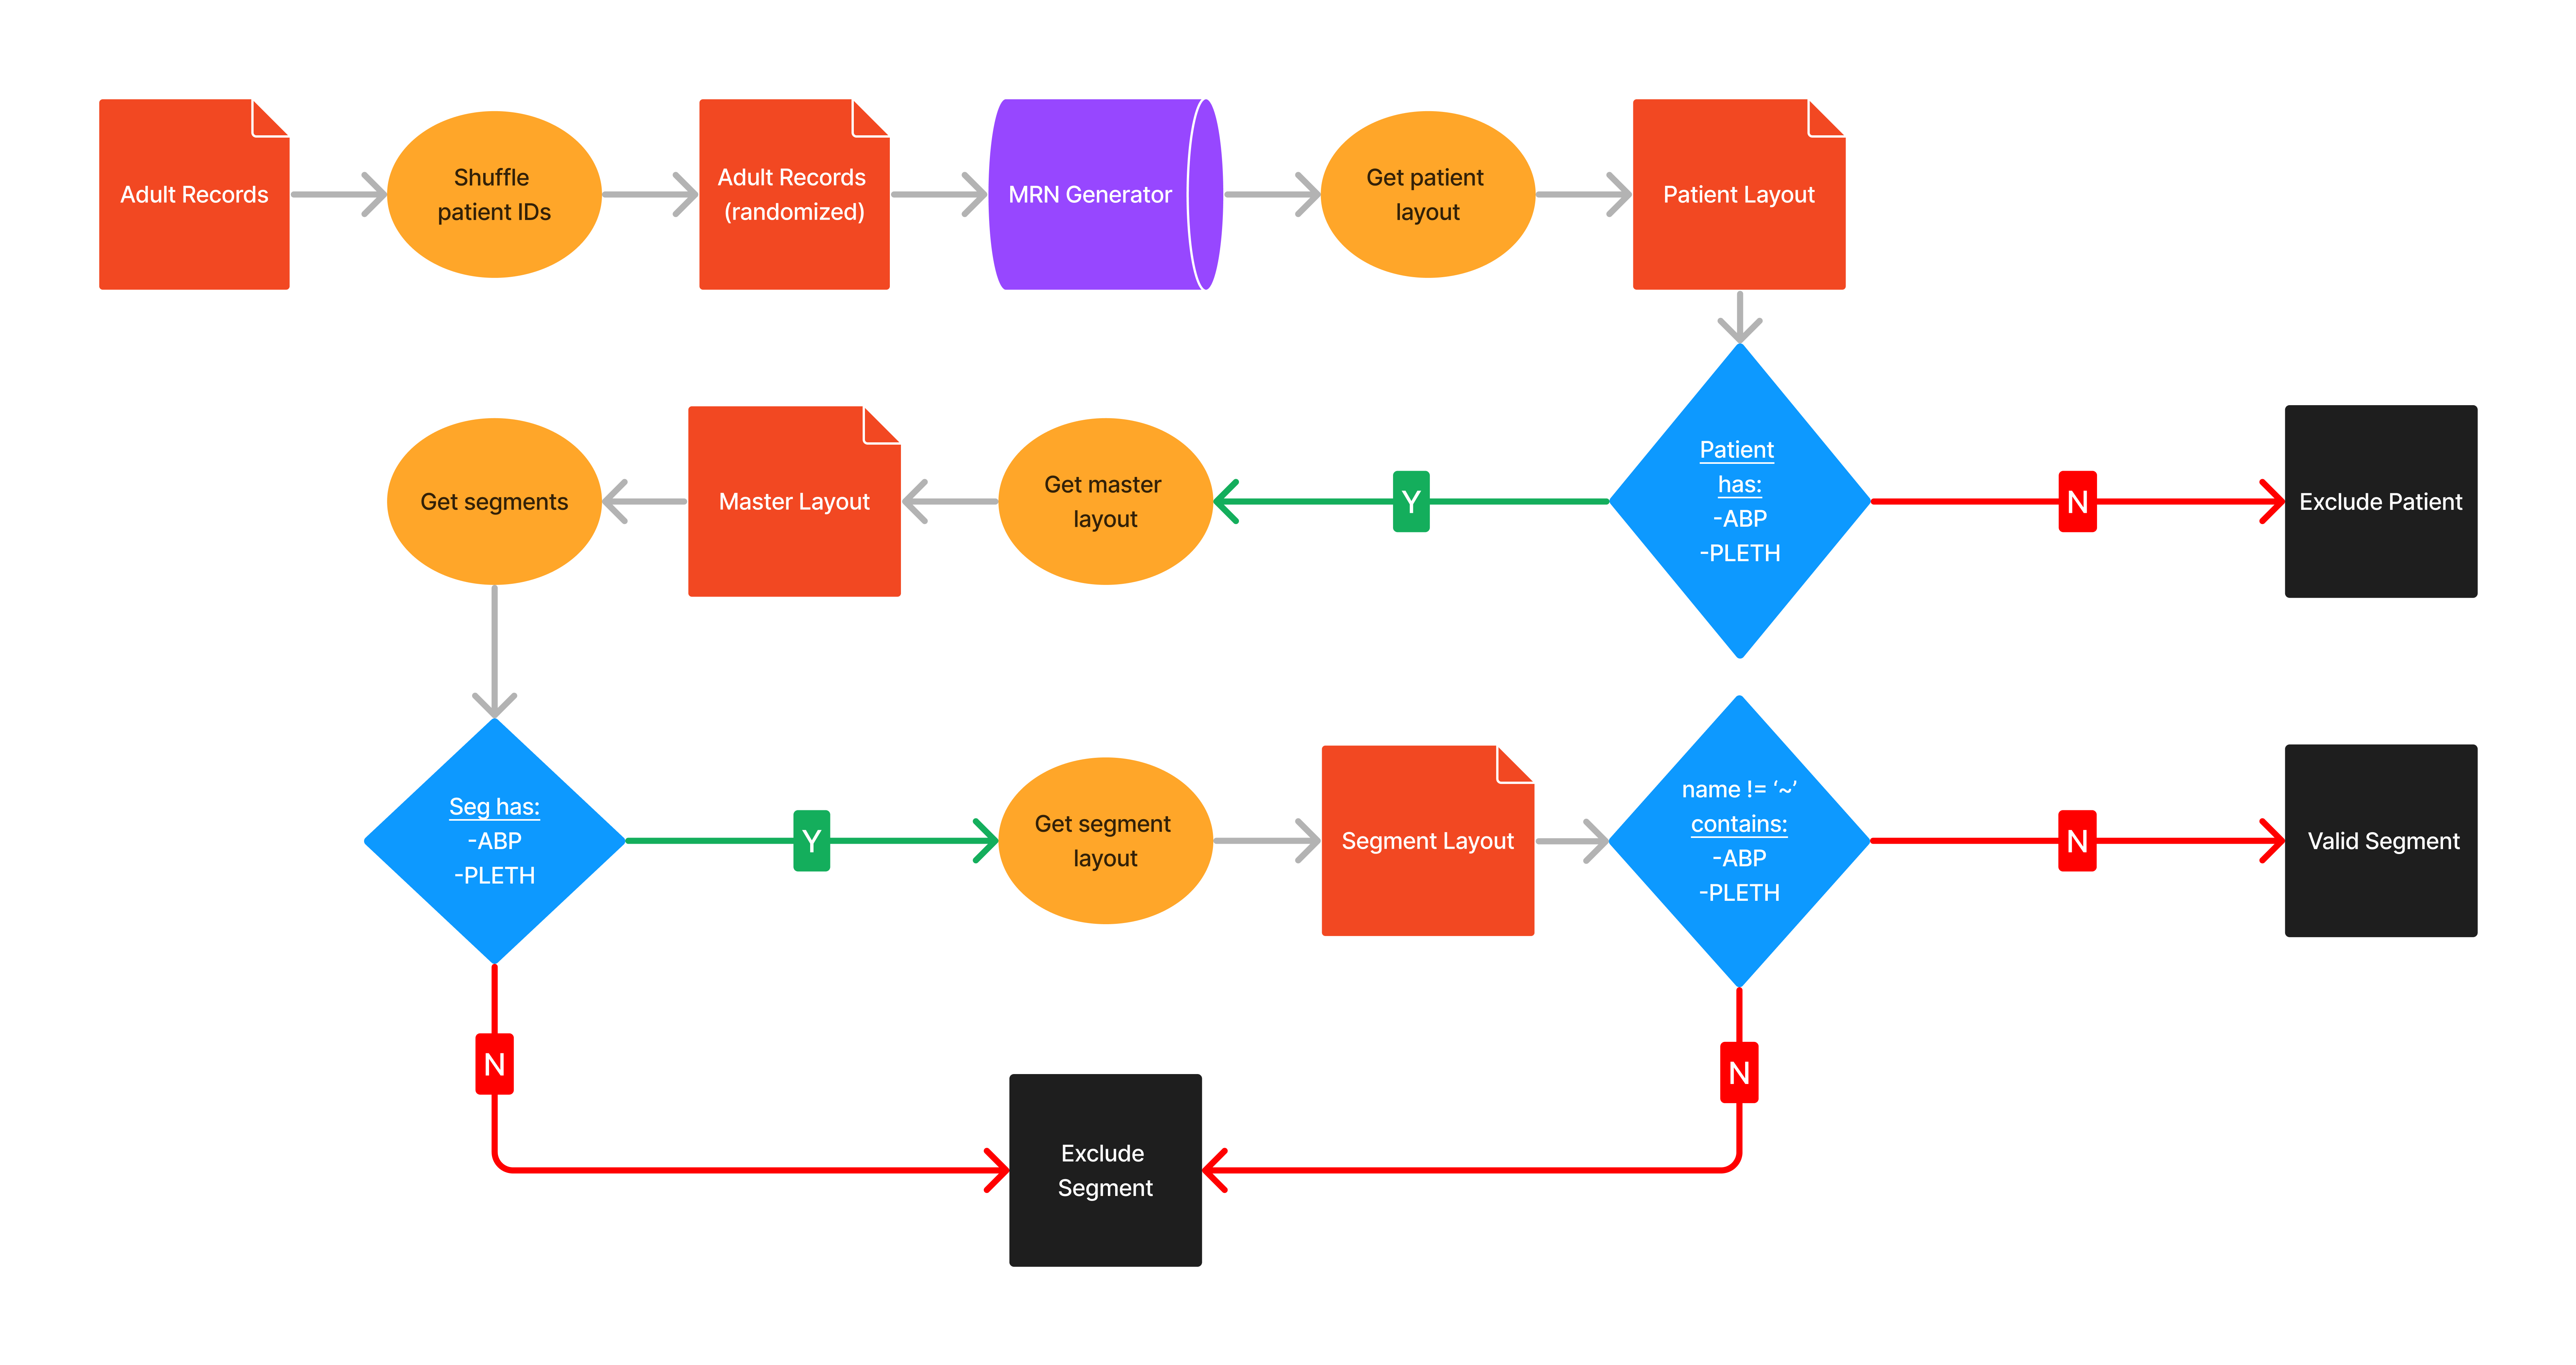 Adult Records
Shuffle
patient IDs
Adult Records
(randomized)
MRN Generator
Get patient
layout
Patient Layout
Get segments
Master Layout
Get master
layout
Y
Patient
has:
-ABP
-PLETH
N
Exclude Patient
Seg has:
-ABP
-PLETH
Y
Get segment
layout
Segment Layout
name != ‘~’
contains:
-ABP
-PLETH
N
Valid Segment
N
N
Exclude
Segment